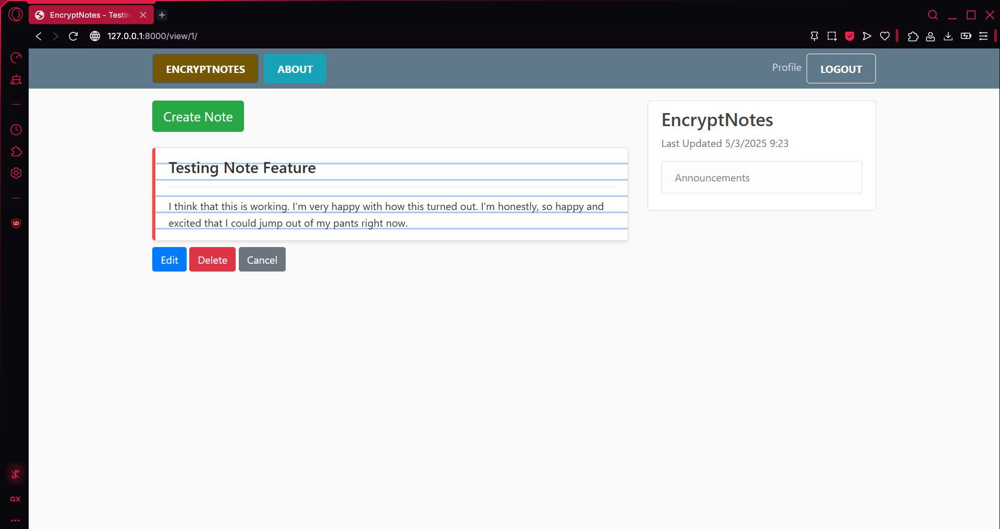 EncryptNotes - Testin
127.0.0.1:8000/view/1/
ENCRYPTNOTES
ABOUT
Profile
LOGOUT
Create Note
EncryptNotes
Last Updated 5/3/2025 9:23
Announcements
Testing Note Feature
I think that this is working. I'm very happy with how this turned out. I'm honestly, so happy and
excited that I could jump out of my pants right now.
Edit
Delete
Cancel
GX